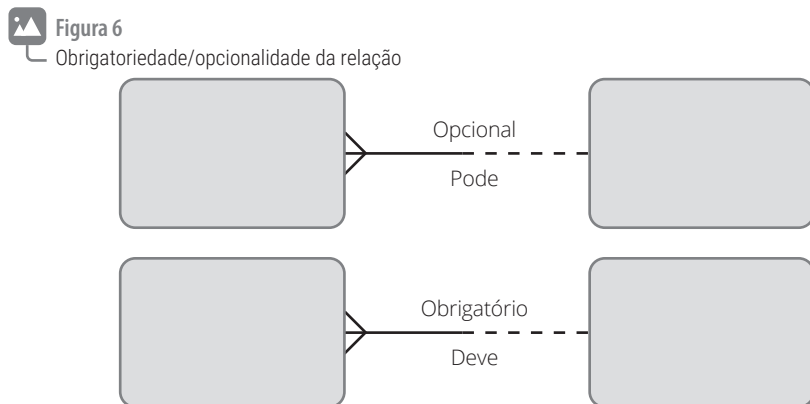 Figura 6
Obrigatoriedade/opcionalidade da relação
Opcional
Pode
Obrigatório
Deve